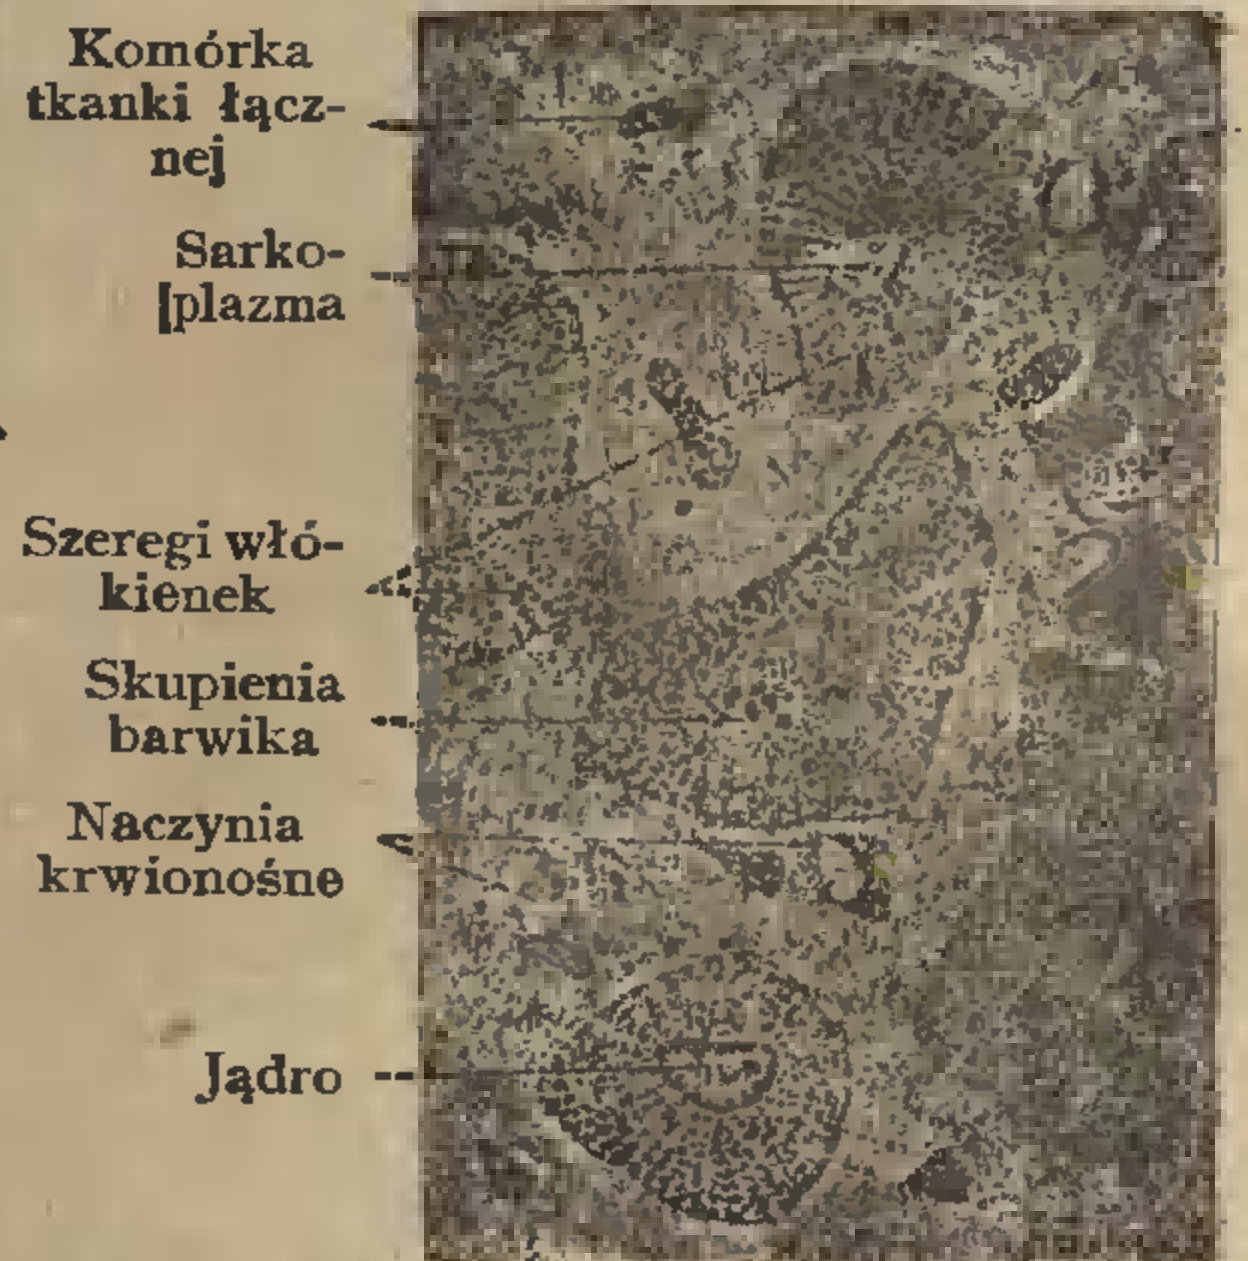 Komórka
tkanki łącz-
nej
Sarko-
[plazma
Szeregi włó-
kienek
Skupienia
barwika
Naczynia
krwionośne
Jądro